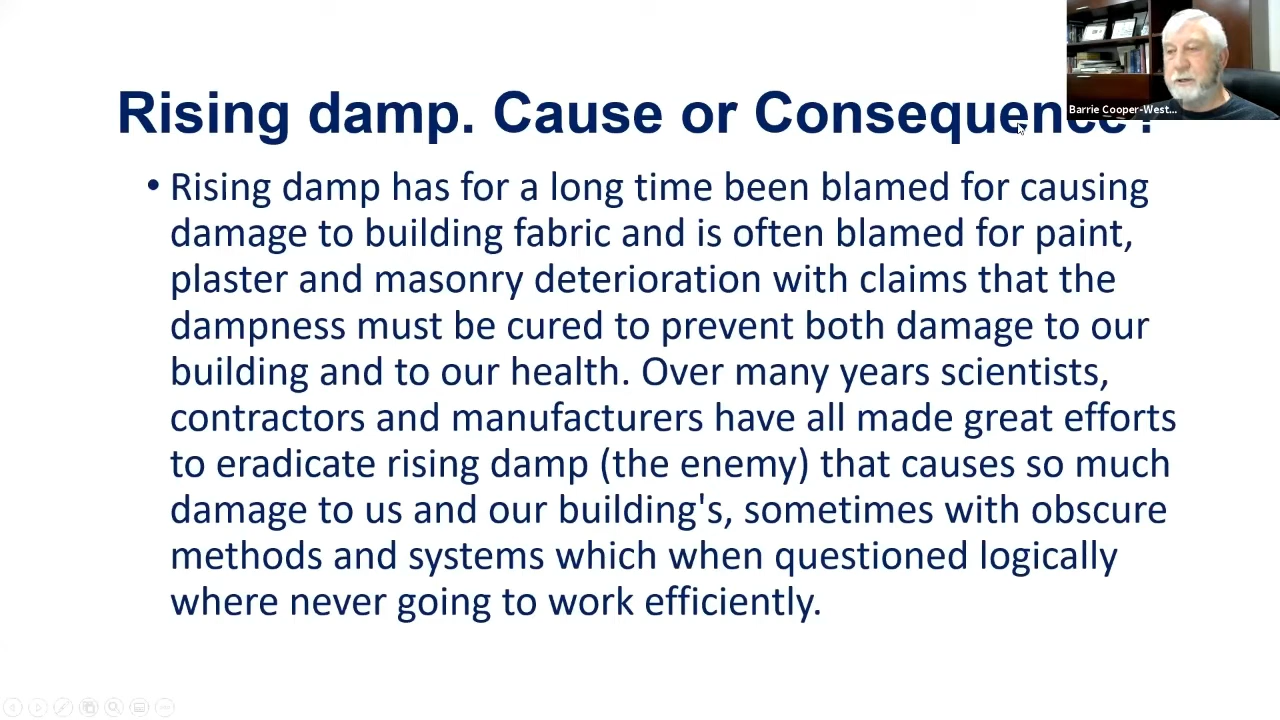 Rising damp. Cause or Consequence?
Barrie Cooper-West...
• Rising damp has for a long time been blamed for causing
damage to building fabric and is often blamed for paint,
plaster and masonry deterioration with claims that the
dampness must be cured to prevent both damage to our
building and to our health. Over many years scientists,
contractors and manufacturers have all made great efforts
to eradicate rising damp (the enemy) that causes so much
damage to us and our building's, sometimes with obscure
methods and systems which when questioned logically
where never going to work efficiently.